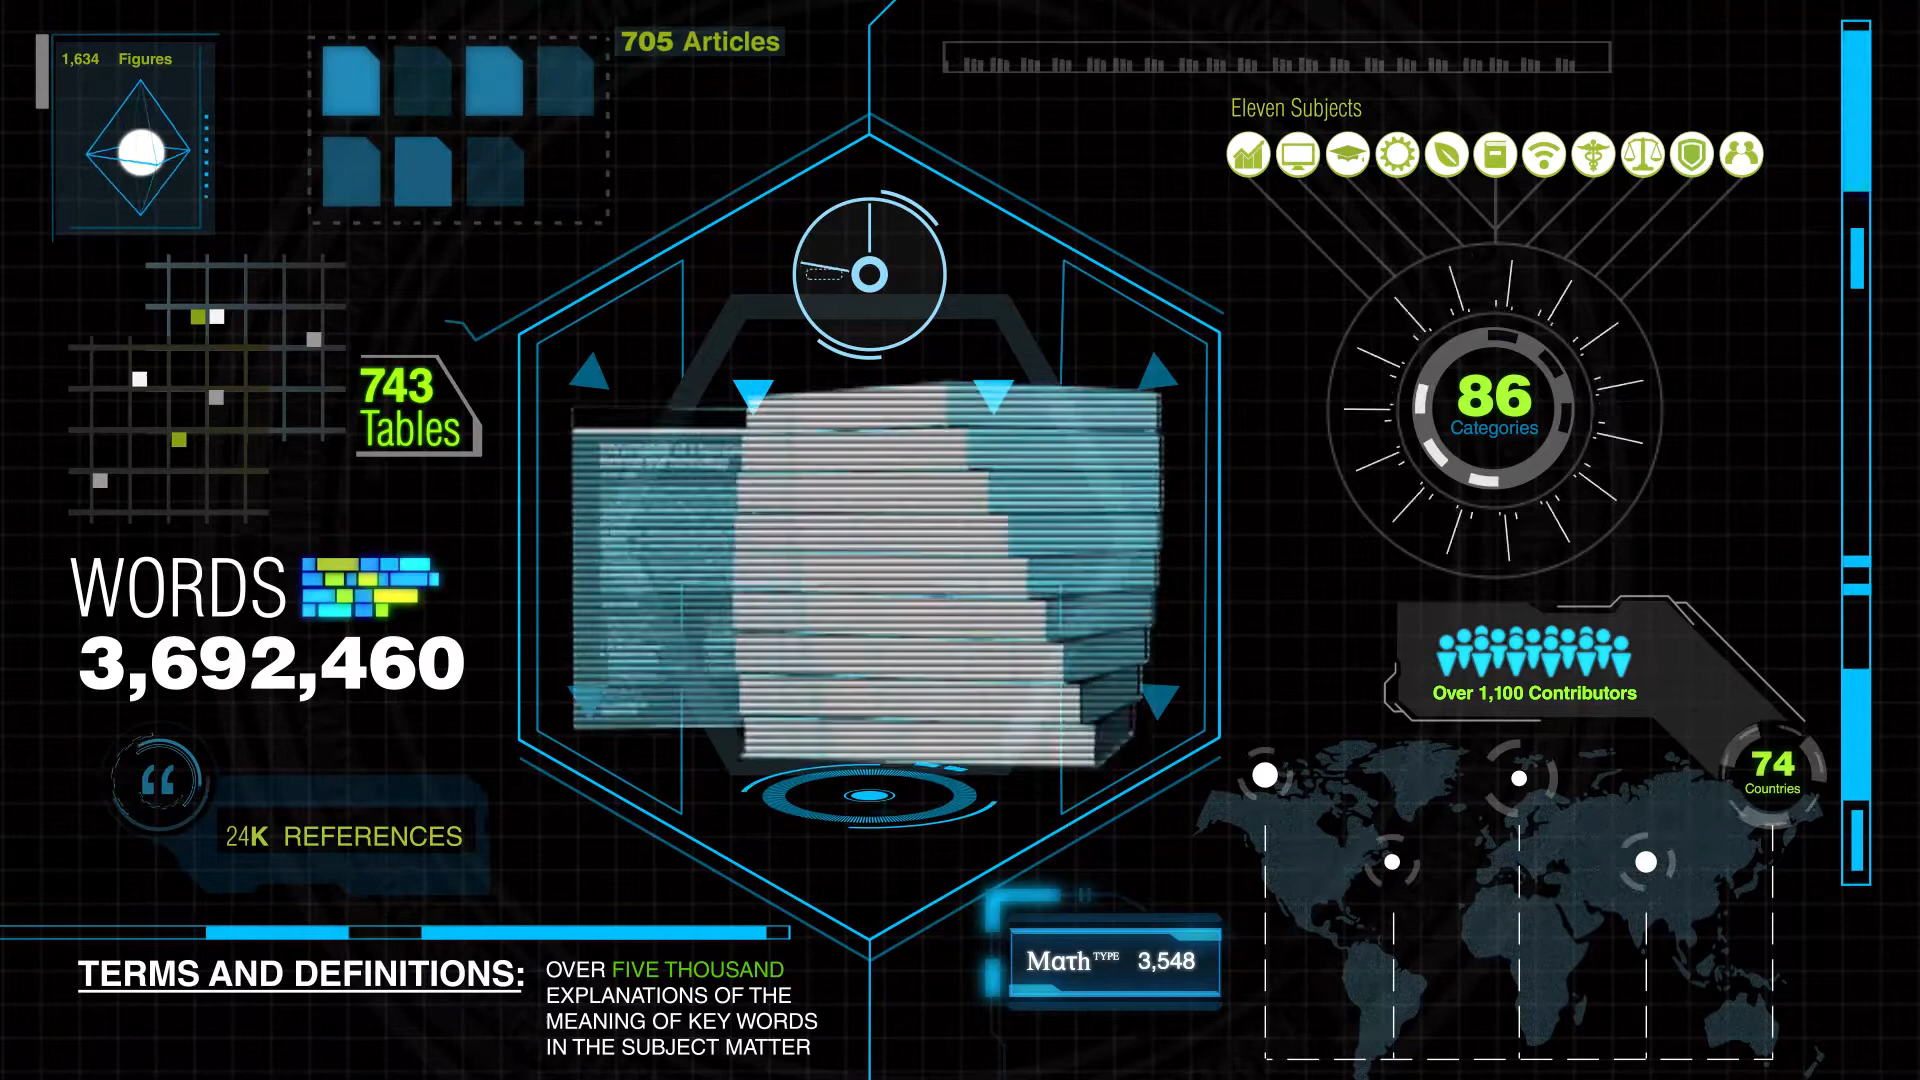 1,634 Figures
705 Articles
Eleven Subjects
743
Tables
86
Categories
WORDS
3,692,460
Over 1,100 Contributors
74
Countries
“
24K REFERENCES
TERMS AND DEFINITIONS:
OVER FIVE THOUSAND
EXPLANATIONS OF THE
MEANING OF KEY WORDS
IN THE SUBJECT MATTER
MathTYPE 3,548